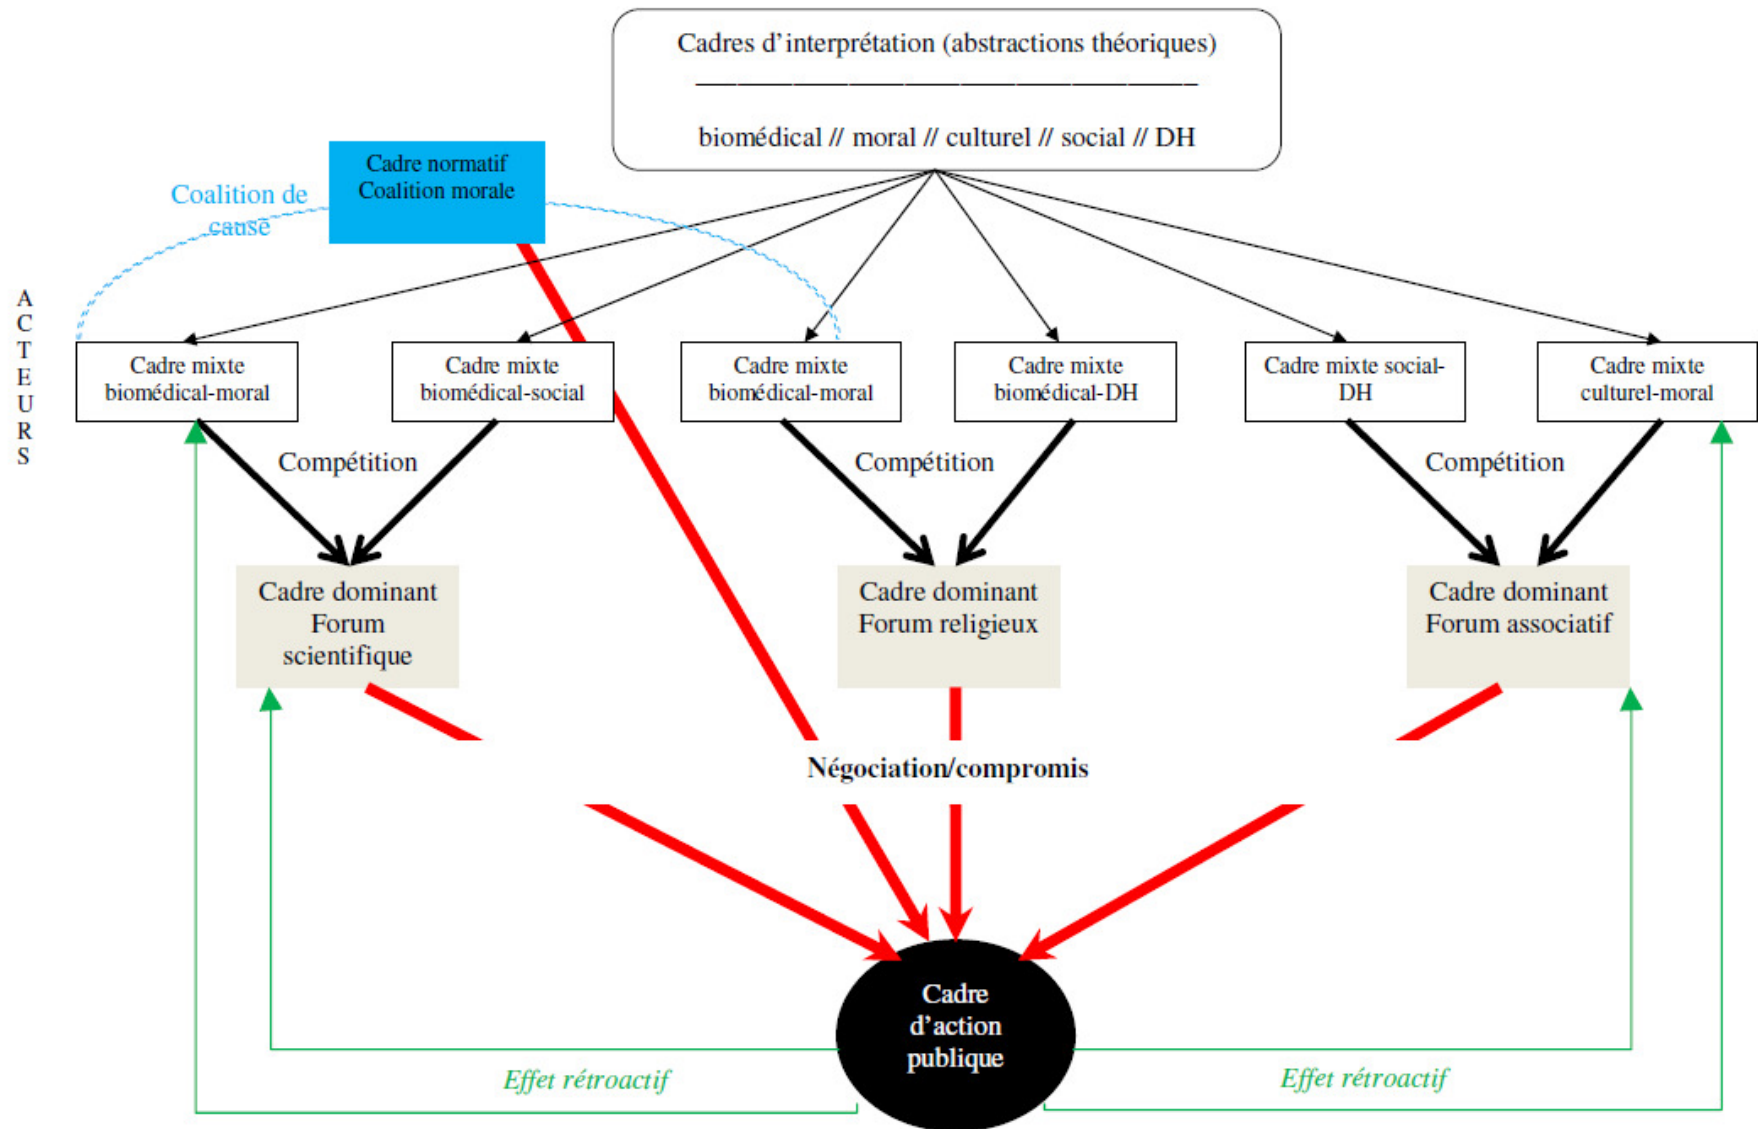 Cadres d'interprétation (abstractions théoriques)
biomédical // moral // culturel // social // DH
Cadre normatif
Coalition morale
Coalition de
cause
A
C
T
E
U
R
S
Cadre mixte
biomédical-moral
Cadre mixte
biomédical-social
Cadre mixte
biomédical-moral
Cadre mixte
biomédical-DH
Cadre mixte social-
DH
Cadre mixte
culturel-moral
Compétition
Compétition
Compétition
Cadre dominant
Forum
scientifique
Cadre dominant
Forum religieux
Cadre dominant
Forum associatif
Négociation/compromis
Cadre
d'action
publique
Effet rétroactif
Effet rétroactif